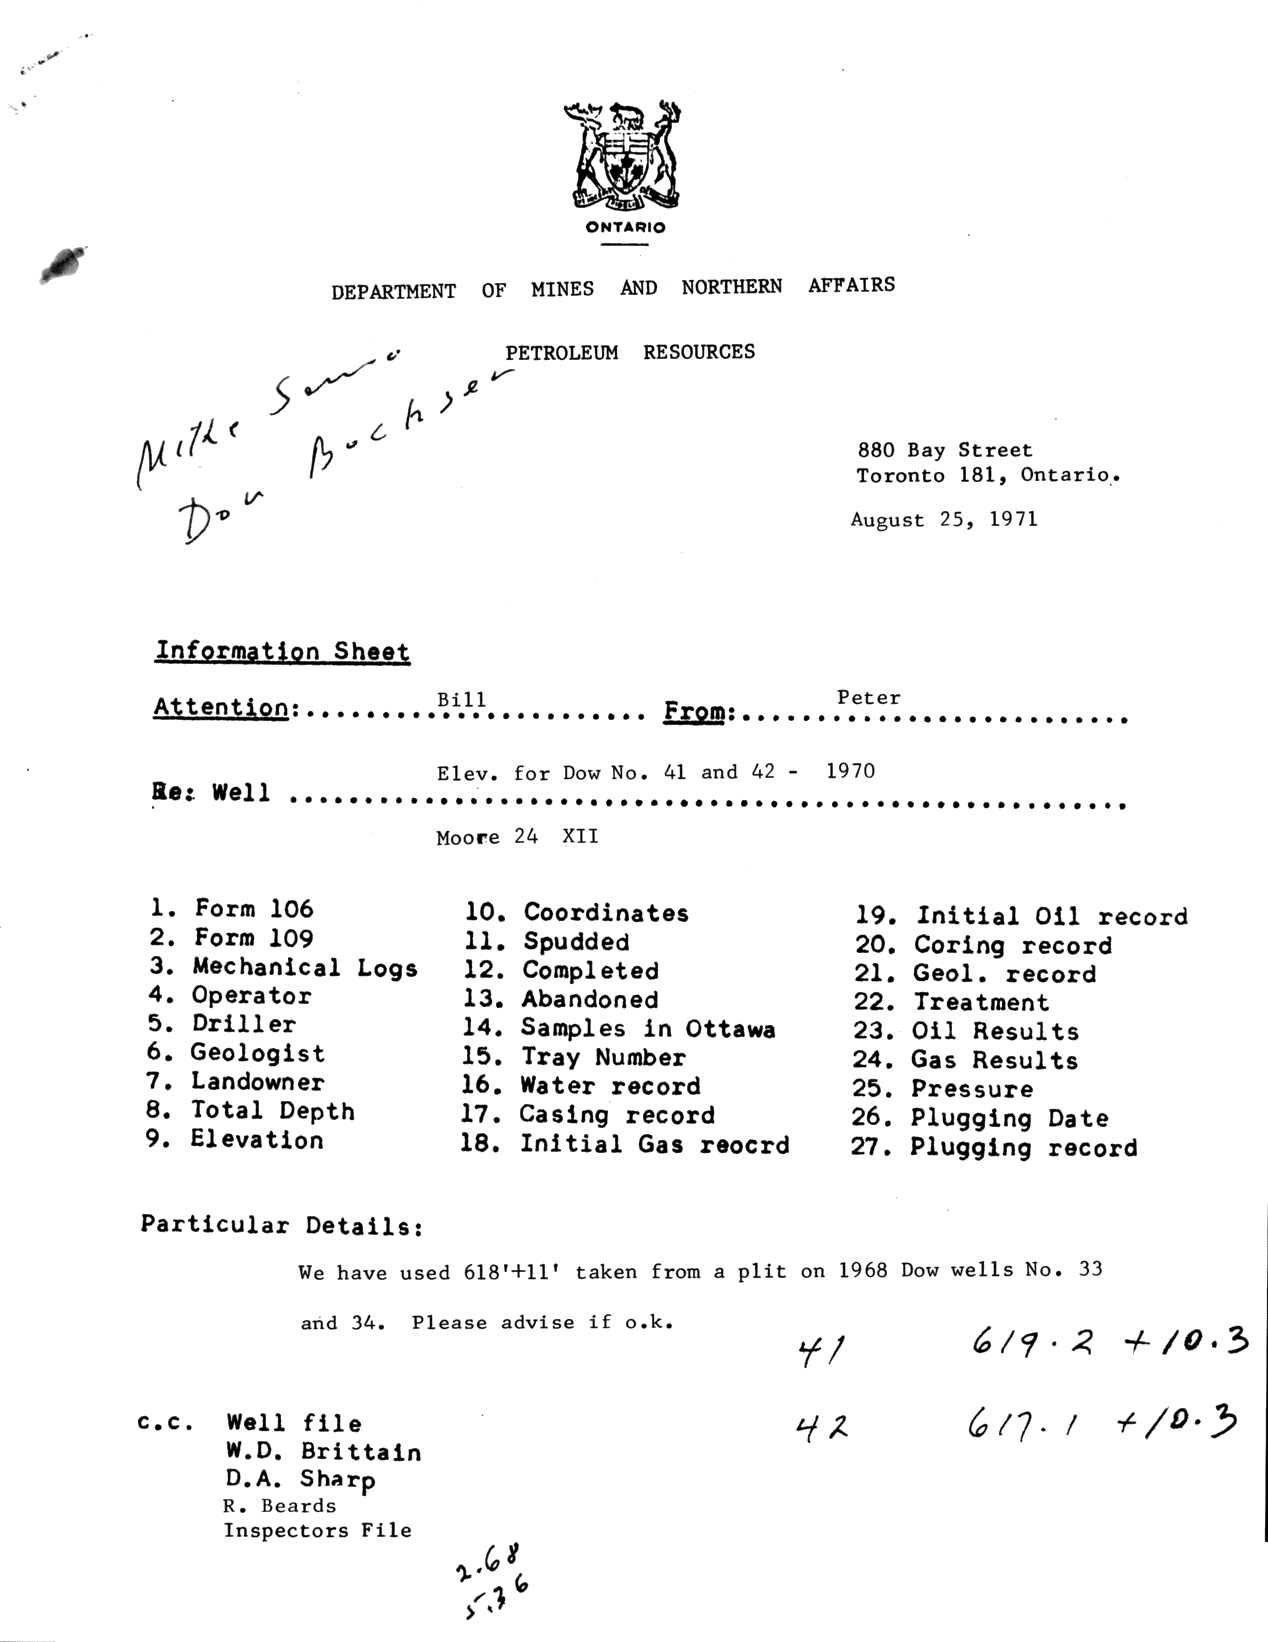 ONTARIO
DEPARTMENT OF MINES AND NORTHERN AFFAIRS
PETROLEUM RESOURCES
Mike
Don Bochsen
880 Bay Street
Toronto 181, Ontario.
August 25, 1971
Information Sheet
Attention:....... Bill ....... From:....... Peter .......
Re: Well ....... Elev. for Dow No. 41 and 42 - 1970 .......
Moore 24 XII
1. Form 106
2. Form 109
3. Mechanical Logs
4. Operator
5. Driller
6. Geologist
7. Landowner
8. Total Depth
9. Elevation
10. Coordinates
11. Spudded
12. Completed
13. Abandoned
14. Samples in Ottawa
15. Tray Number
16. Water record
17. Casing record
18. Initial Gas reocrd
19. Initial Oil record
20. Coring record
21. Geol. record
22. Treatment
23. Oil Results
24. Gas Results
25. Pressure
26. Plugging Date
27. Plugging record
Particular Details:
We have used 618'+11' taken from a plit on 1968 Dow wells No. 33
and 34. Please advise if o.k.
41 619.2 +10.3
42 617.1 +10.3
c.c. Well file
W.D. Brittain
D.A. Sharp
R. Beards
Inspectors File
2.68
5.36